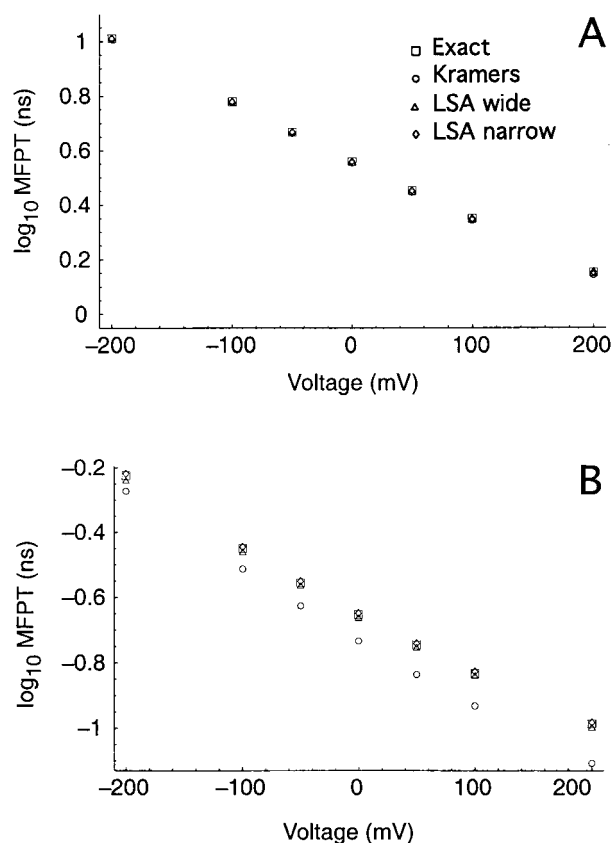 A
□ Exact
○ Kramers
△ LSA wide
◇ LSA narrow
log10 MFPT (ns)
1
0.8
0.6
0.4
0.2
0
−200
−100
0
100
200
Voltage (mV)
B
log10 MFPT (ns)
−0.2
−0.4
−0.6
−0.8
−1
−200
−100
0
100
200
Voltage (mV)